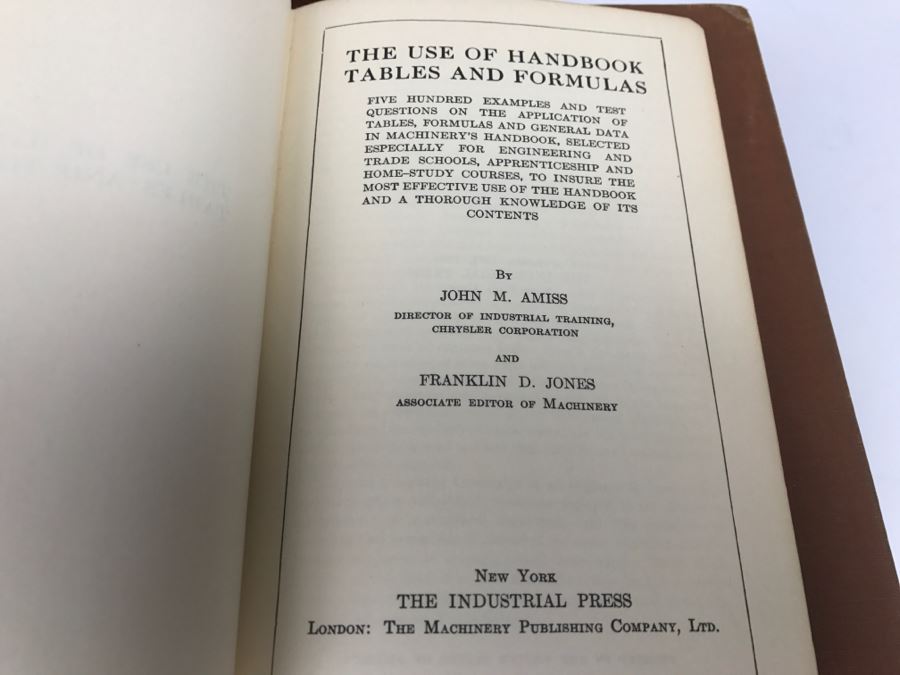 THE USE OF HANDBOOK
TABLES AND FORMULAS
FIVE HUNDRED EXAMPLES AND TEST
QUESTIONS ON THE APPLICATION OF
TABLES, FORMULAS AND GENERAL DATA
IN MACHINERY'S HANDBOOK, SELECTED
ESPECIALLY FOR ENGINEERING AND
TRADE SCHOOLS, APPRENTICESHIP AND
HOME-STUDY COURSES, TO INSURE THE
MOST EFFECTIVE USE OF THE HANDBOOK
AND A THOROUGH KNOWLEDGE OF ITS
CONTENTS
BY
JOHN M. AMISS
DIRECTOR OF INDUSTRIAL TRAINING,
CHRYSLER CORPORATION
AND
FRANKLIN D. JONES
ASSOCIATE EDITOR OF MACHINERY
NEW YORK
THE INDUSTRIAL PRESS
LONDON: THE MACHINERY PUBLISHING COMPANY, LTD.